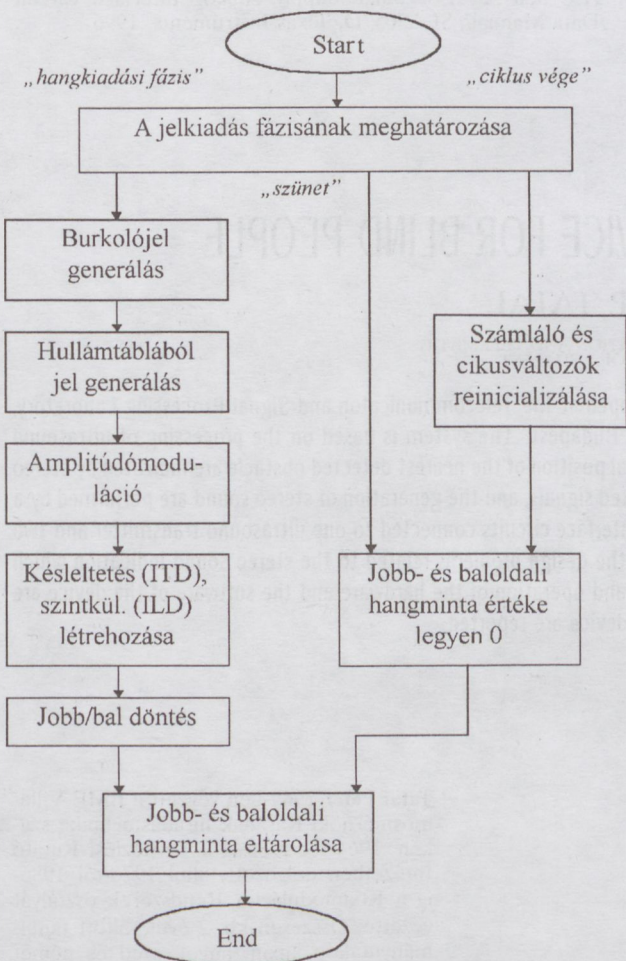 Start
„hangkiadási fázis”
„ciklus vége”
A jelkiadás fázisának meghatározása
„szünet”
Burkolójel
generálás
Hullámtáblából
jel generálás
Amplitúdómodu-
láció
Késleltetés (ITD),
szintkül. (ILD)
létrehozása
Jobb/bal döntés
Számláló és
cikusváltozók
reinicializálása
Jobb- és baloldali
hangminta értéke
legyen 0
Jobb- és baloldali
hangminta eltárolása
End